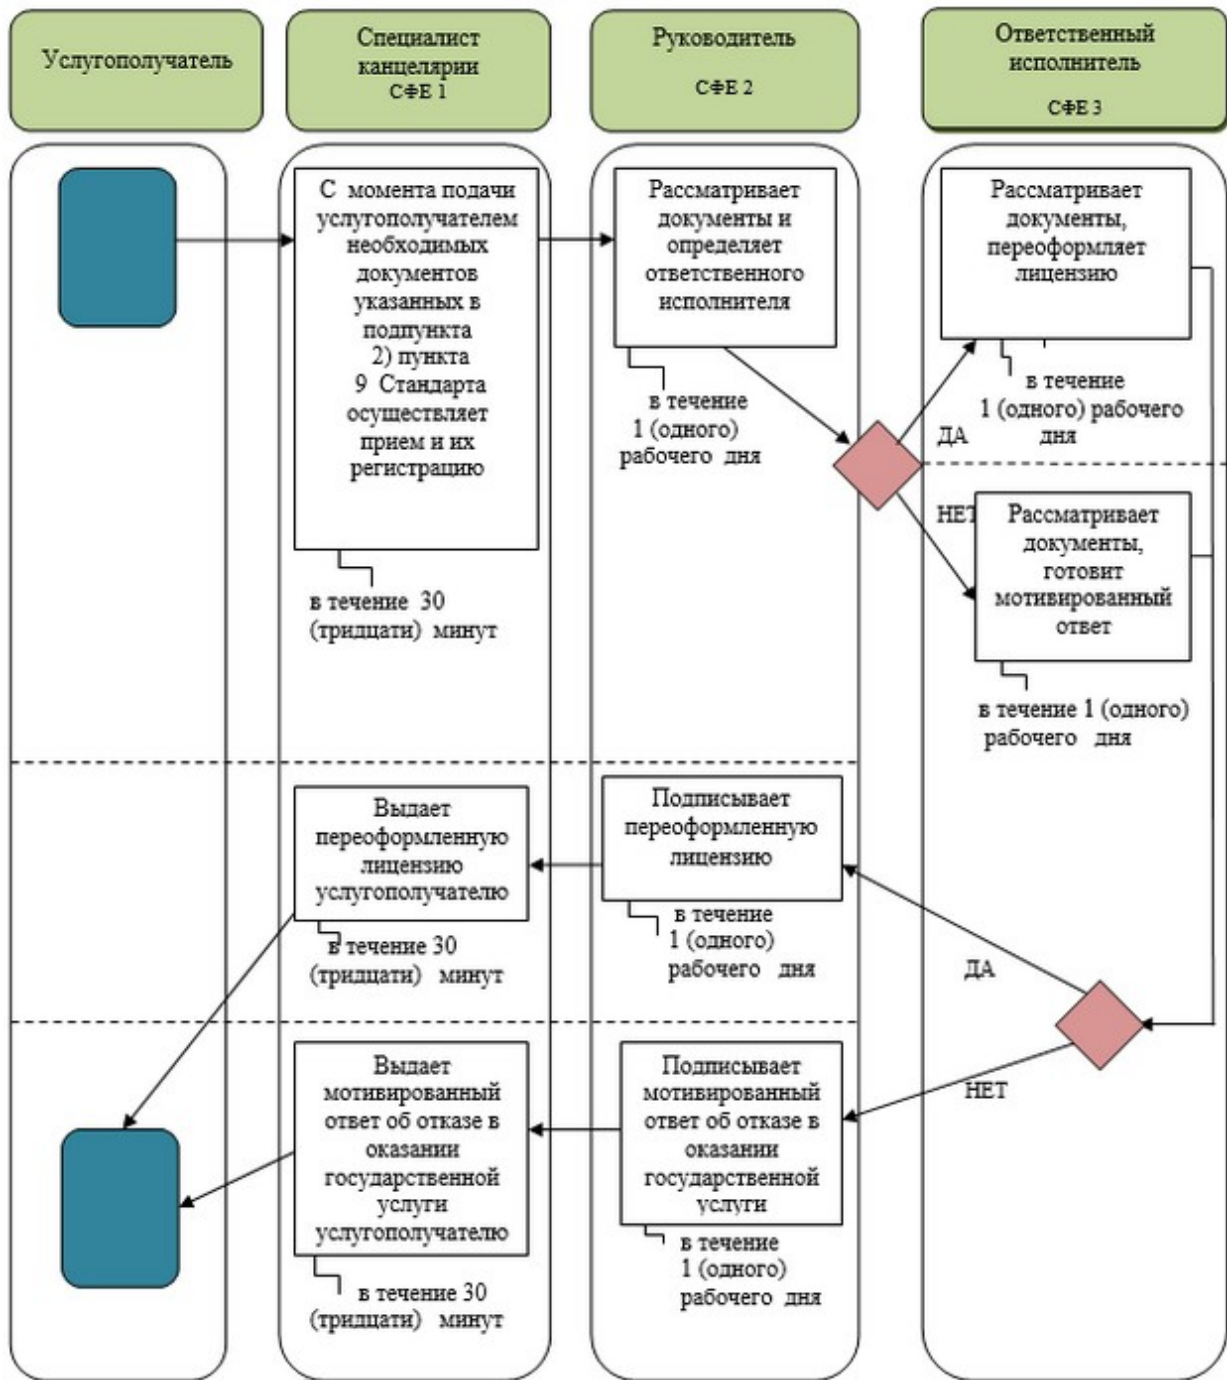 Услугополучатель
Специалист
канцелярии
СФЕ 1
Руководитель
СФЕ 2
Ответственный
исполнитель
СФЕ 3
С момента подачи
услугополучателем
необходимых
документов
указанных в
подпункта
2) пункта
9 Стандарта
осуществляет
прием и их
регистрацию
в течение 30
(тридцати) минут
Рассматривает
документы и
определяет
ответственного
исполнителя
в течение
1 (одного)
рабочего дня
Рассматривает
документы,
переоформляет
лицензию
в течение
1 (одного) рабочего
дня
ДА
НЕТ
Рассматривает
документы,
готовит
мотивированный
ответ
в течение 1 (одного)
рабочего дня
Выдает
переоформленную
лицензию
услугополучателю
в течение 30
(тридцати) минут
Подписывает
переоформленную
лицензию
в течение
1 (одного)
рабочего дня
ДА
НЕТ
Выдает
мотивированный
ответ об отказе в
оказании
государственной
услуги
услугополучателю
в течение 30
(тридцати) минут
Подписывает
мотивированный
ответ об отказе в
оказании
государственной
услуги
в течение
1 (одного)
рабочего дня